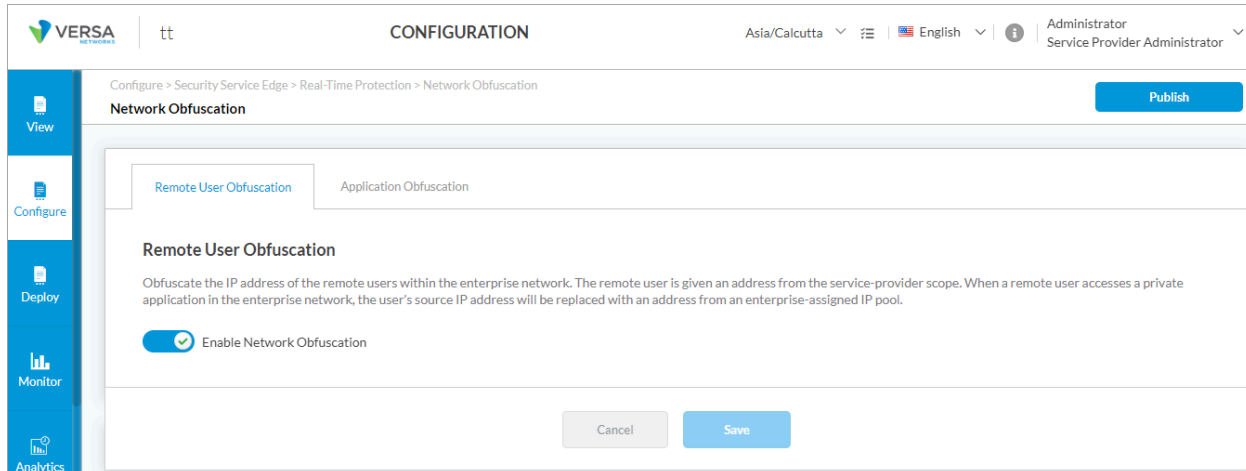 VERSA
NETWORKS
tt
CONFIGURATION
Asia/Calcutta
English
Administrator
Service Provider Administrator
Configure > Security Service Edge > Real-Time Protection > Network Obfuscation
Network Obfuscation
Publish
View
Configure
Deploy
Monitor
Analytics
Remote User Obfuscation
Application Obfuscation
Remote User Obfuscation
Obfuscate the IP address of the remote users within the enterprise network. The remote user is given an address from the service-provider scope. When a remote user accesses a private
application in the enterprise network, the user's source IP address will be replaced with an address from an enterprise-assigned IP pool.
Enable Network Obfuscation
Cancel
Save